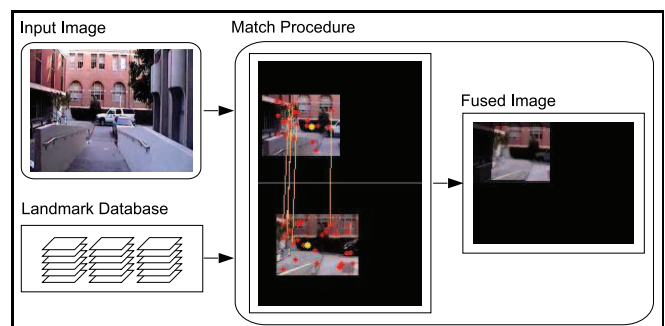 Input Image
Match Procedure
Fused Image
Landmark Database